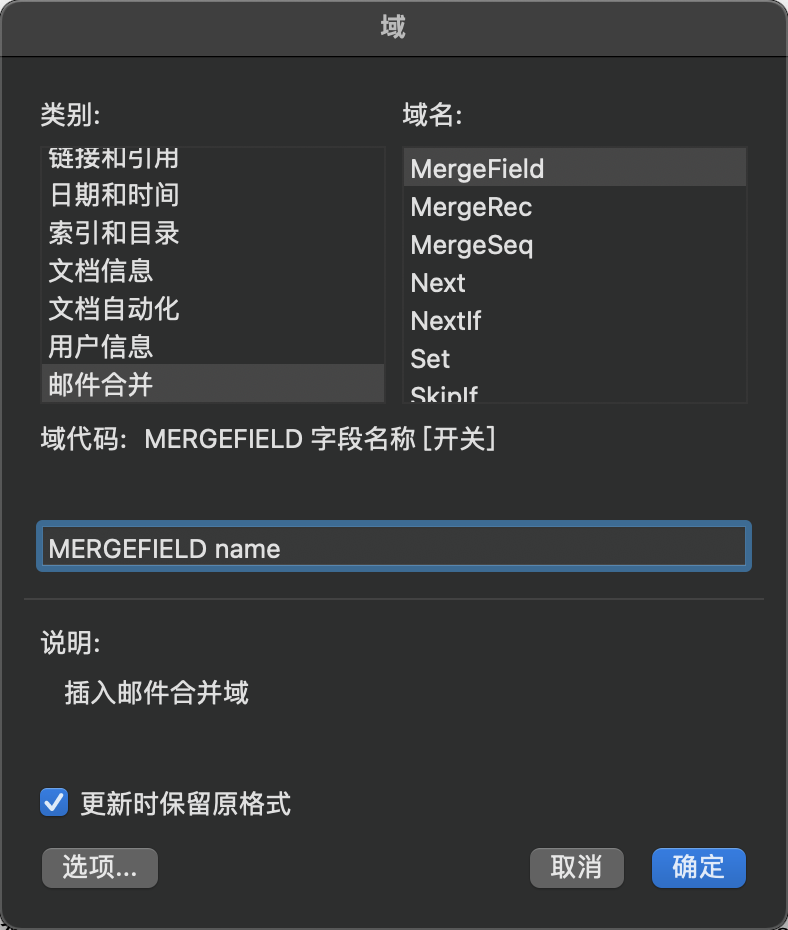 域
类别:
链接和引用
日期和时间
索引和目录
文档信息
文档自动化
用户信息
邮件合并
域名:
MergeField
MergeRec
MergeSeq
Next
NextIf
Set
SkipIf
域代码: MERGEFIELD 字段名称 [开关]
MERGEFIELD name
说明:
插入邮件合并域
更新时保留原格式
选项...
取消
确定